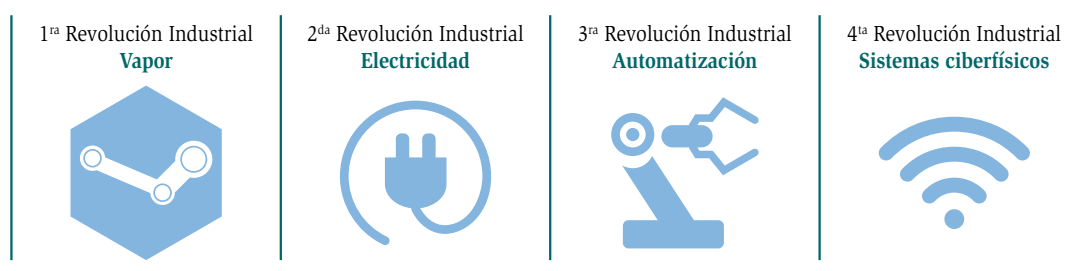 1ra Revolución Industrial
Vapor
2da Revolución Industrial
Electricidad
3ra Revolución Industrial
Automatización
4ta Revolución Industrial
Sistemas ciberfísicos